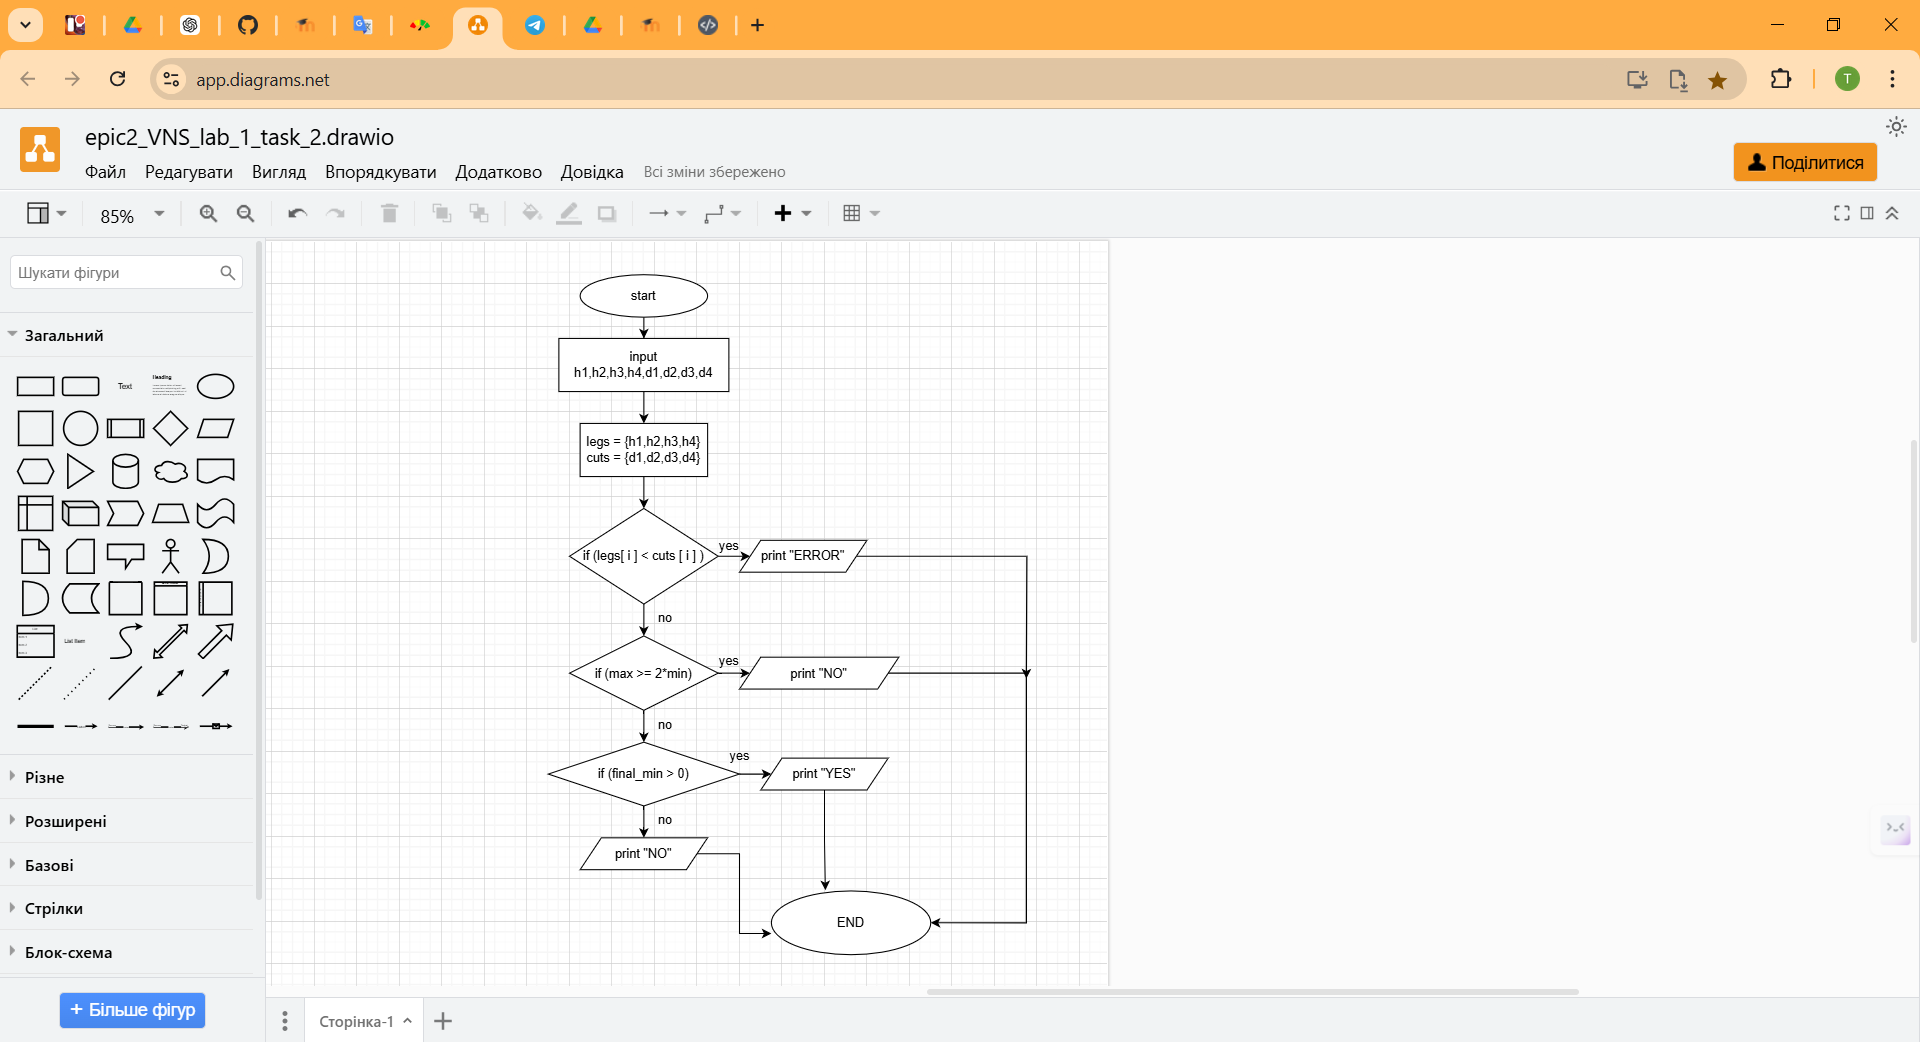 app.diagrams.net
T
epic2_VNS_lab_1_task_2.drawio
Файл Редагувати Вигляд Впорядкувати Додатково Довідка Всі зміни збережено
Поділитися
85%
Шукати фігури
Загальний
Text
Heading
List Item
Різне
Розширені
Базові
Стрілки
Блок-схема
+ Більше фігур
start
input
h1,h2,h3,h4,d1,d2,d3,d4
legs = {h1,h2,h3,h4}
cuts = {d1,d2,d3,d4}
if (legs[ i ] < cuts [ i ] )
yes
print "ERROR"
no
if (max >= 2*min)
yes
print "NO"
no
if (final_min > 0)
yes
print "YES"
no
print "NO"
END
Сторінка-1